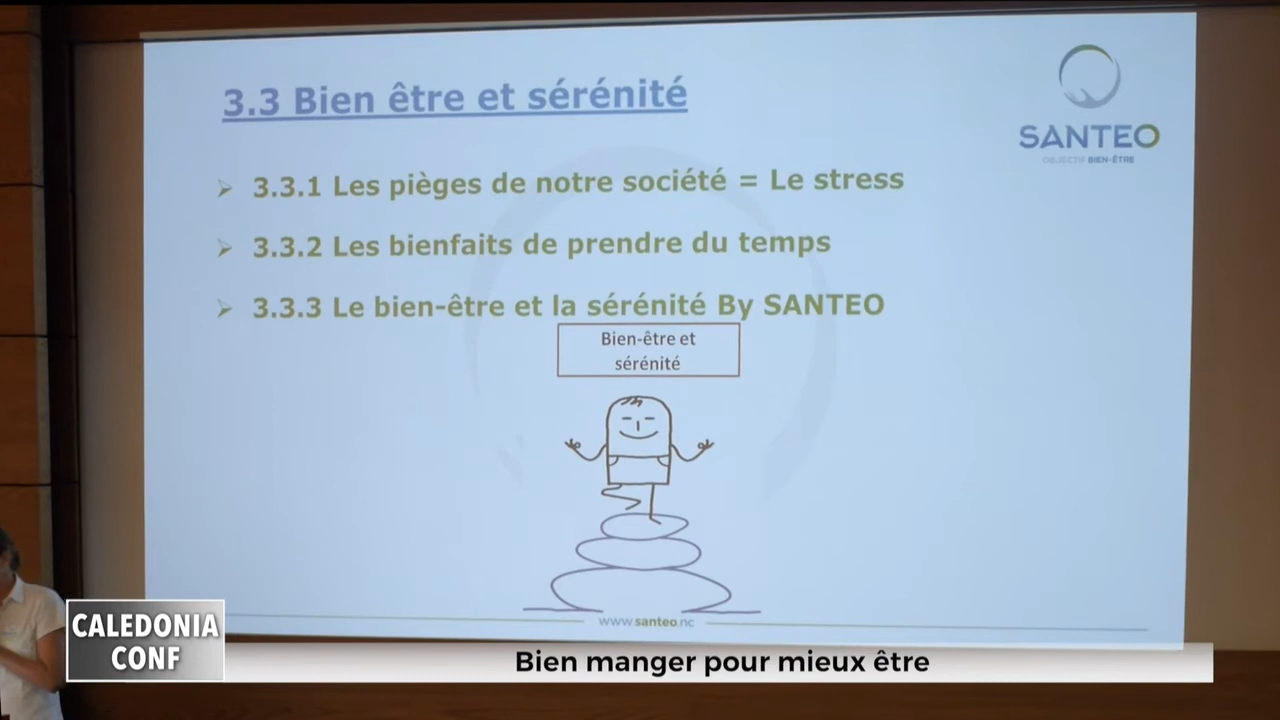 3.3 Bien être et sérénité
SANTEO
OBJECTIF BIEN-ÊTRE
3.3.1 Les pièges de notre société = Le stress
3.3.2 Les bienfaits de prendre du temps
3.3.3 Le bien-être et la sérénité By SANTEO
Bien-être et
sérénité
www.santeo.nc
CALEDONIA
CONF
Bien manger pour mieux être